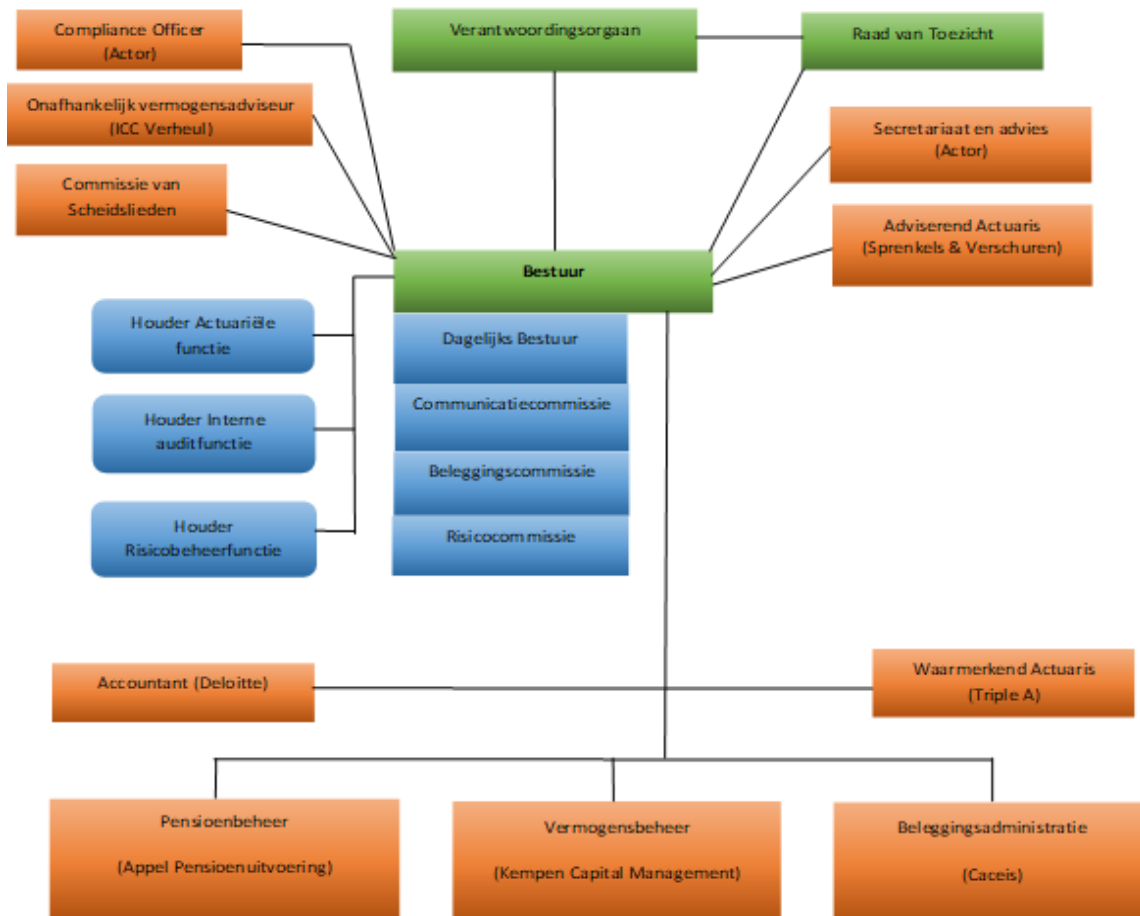 Compliance Officer
(Actor)
Verantwoordingsorgaan
Raad van Toezicht
Onafhankelijk vermogensadviseur
(ICC Verheul)
Secretariaat en advies
(Actor)
Commissie van
Scheidslieden
Adviserend Actuaris
(Sprenkels & Verschuren)
Bestuur
Houder Actuariële
functie
Dagelijks Bestuur
Houder Interne
auditfunctie
Communicatiecommissie
Beleggingscommissie
Houder
Risicobeheerfunctie
Risicocommissie
Accountant (Deloitte)
Waarmerkend Actuaris
(Triple A)
Pensioenbeheer
(Appel Pensioenuitvoering)
Vermogensbeheer
(Kempen Capital Management)
Beleggingsadministratie
(Caceis)